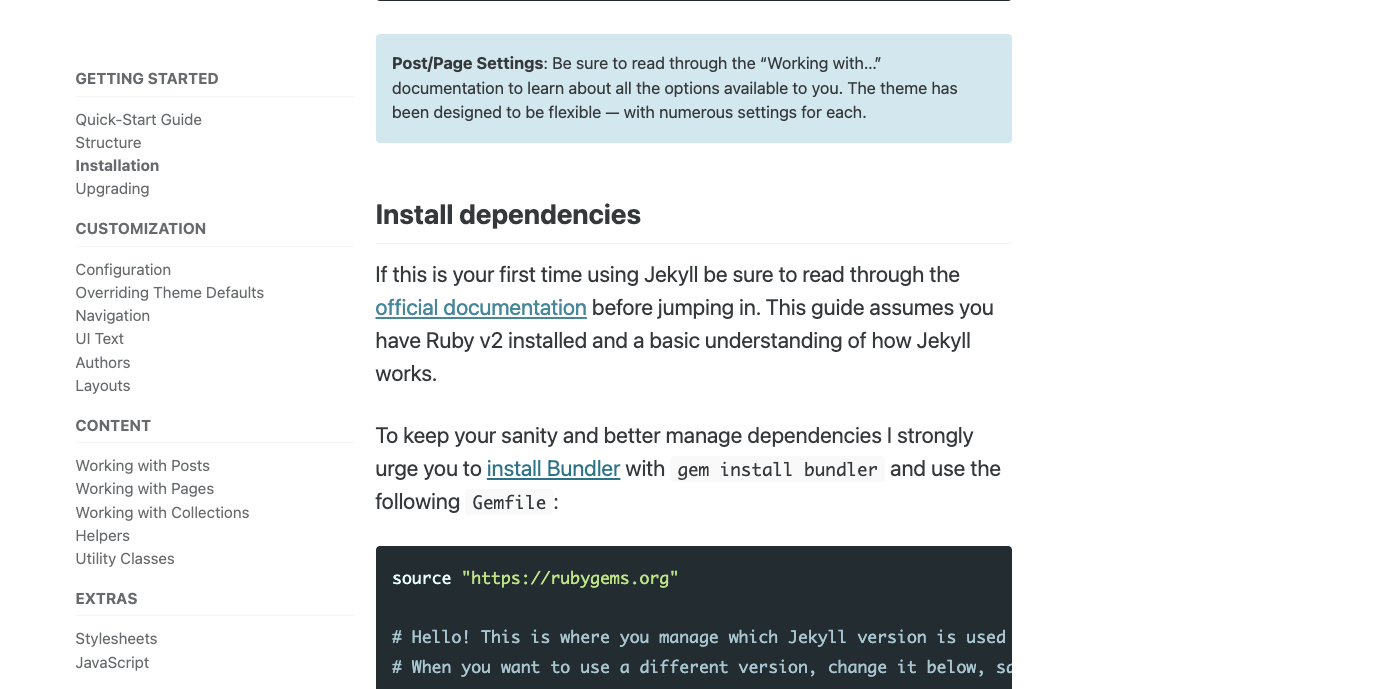 GETTING STARTED
Quick-Start Guide
Structure
Installation
Upgrading
CUSTOMIZATION
Configuration
Overriding Theme Defaults
Navigation
UI Text
Authors
Layouts
CONTENT
Working with Posts
Working with Pages
Working with Collections
Helpers
Utility Classes
EXTRAS
Stylesheets
JavaScript
Post/Page Settings: Be sure to read through the “Working with…”
documentation to learn about all the options available to you. The theme has
been designed to be flexible — with numerous settings for each.
Install dependencies
If this is your first time using Jekyll be sure to read through the
official documentation before jumping in. This guide assumes you
have Ruby v2 installed and a basic understanding of how Jekyll
works.
To keep your sanity and better manage dependencies I strongly
urge you to install Bundler with gem install bundler and use the
following Gemfile:
source "https://rubygems.org"
# Hello! This is where you manage which Jekyll version is used
# When you want to use a different version, change it below,